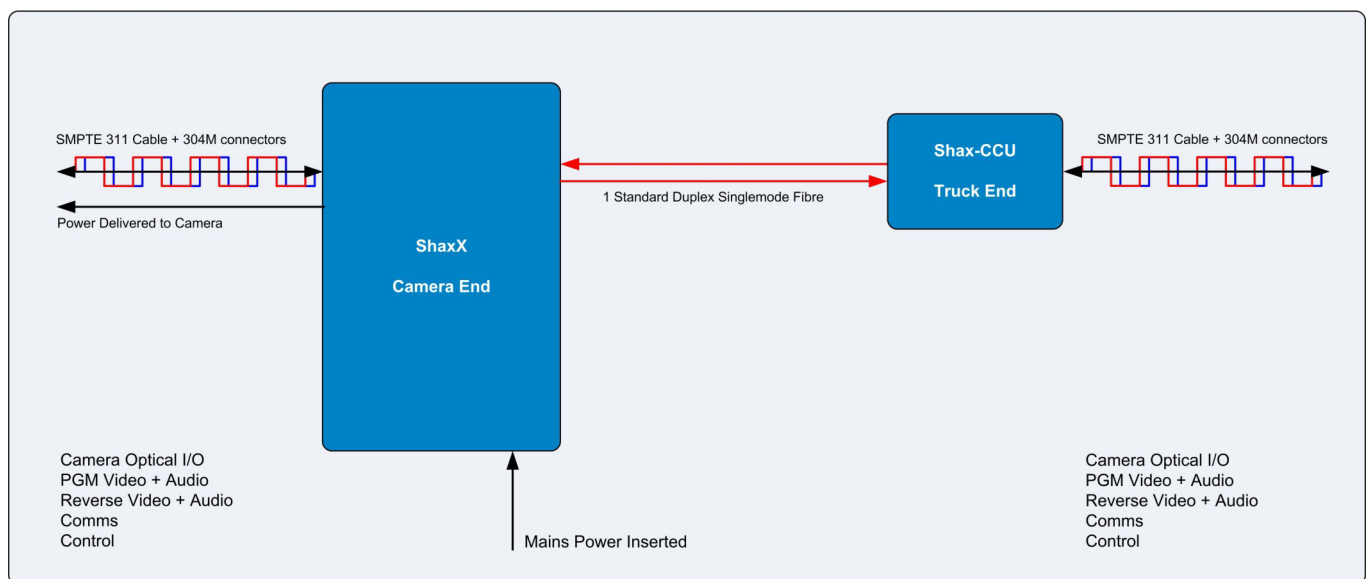 SMPTE 311 Cable + 304M connectors
Power Delivered to Camera
ShaxX
Camera End
1 Standard Duplex Singlemode Fibre
Shax-CCU
Truck End
SMPTE 311 Cable + 304M connectors
Camera Optical I/O
PGM Video + Audio
Reverse Video + Audio
Comms
Control
Mains Power Inserted
Camera Optical I/O
PGM Video + Audio
Reverse Video + Audio
Comms
Control